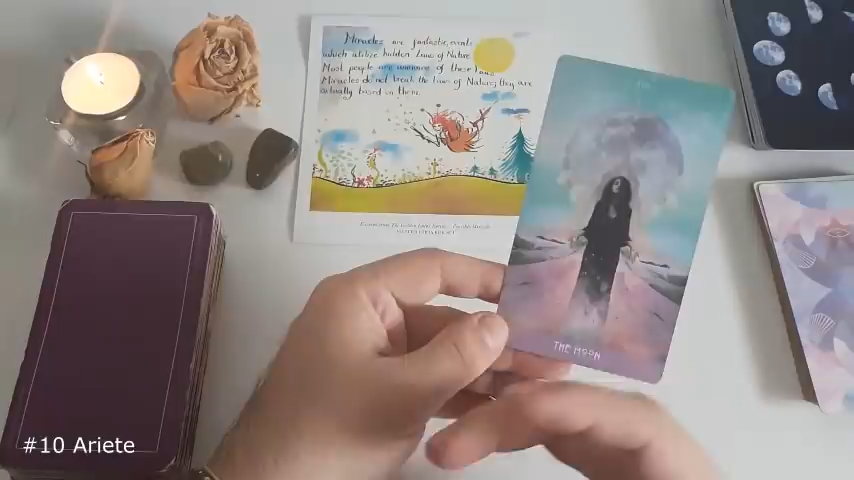 Miracles are fantastic events
which utilize hidden Laws of Nature.
Most people are unaware of these Laws.
Miracles do not break the laws of Nature; they are
actually based on them.
THE MOON
#10 Ariete